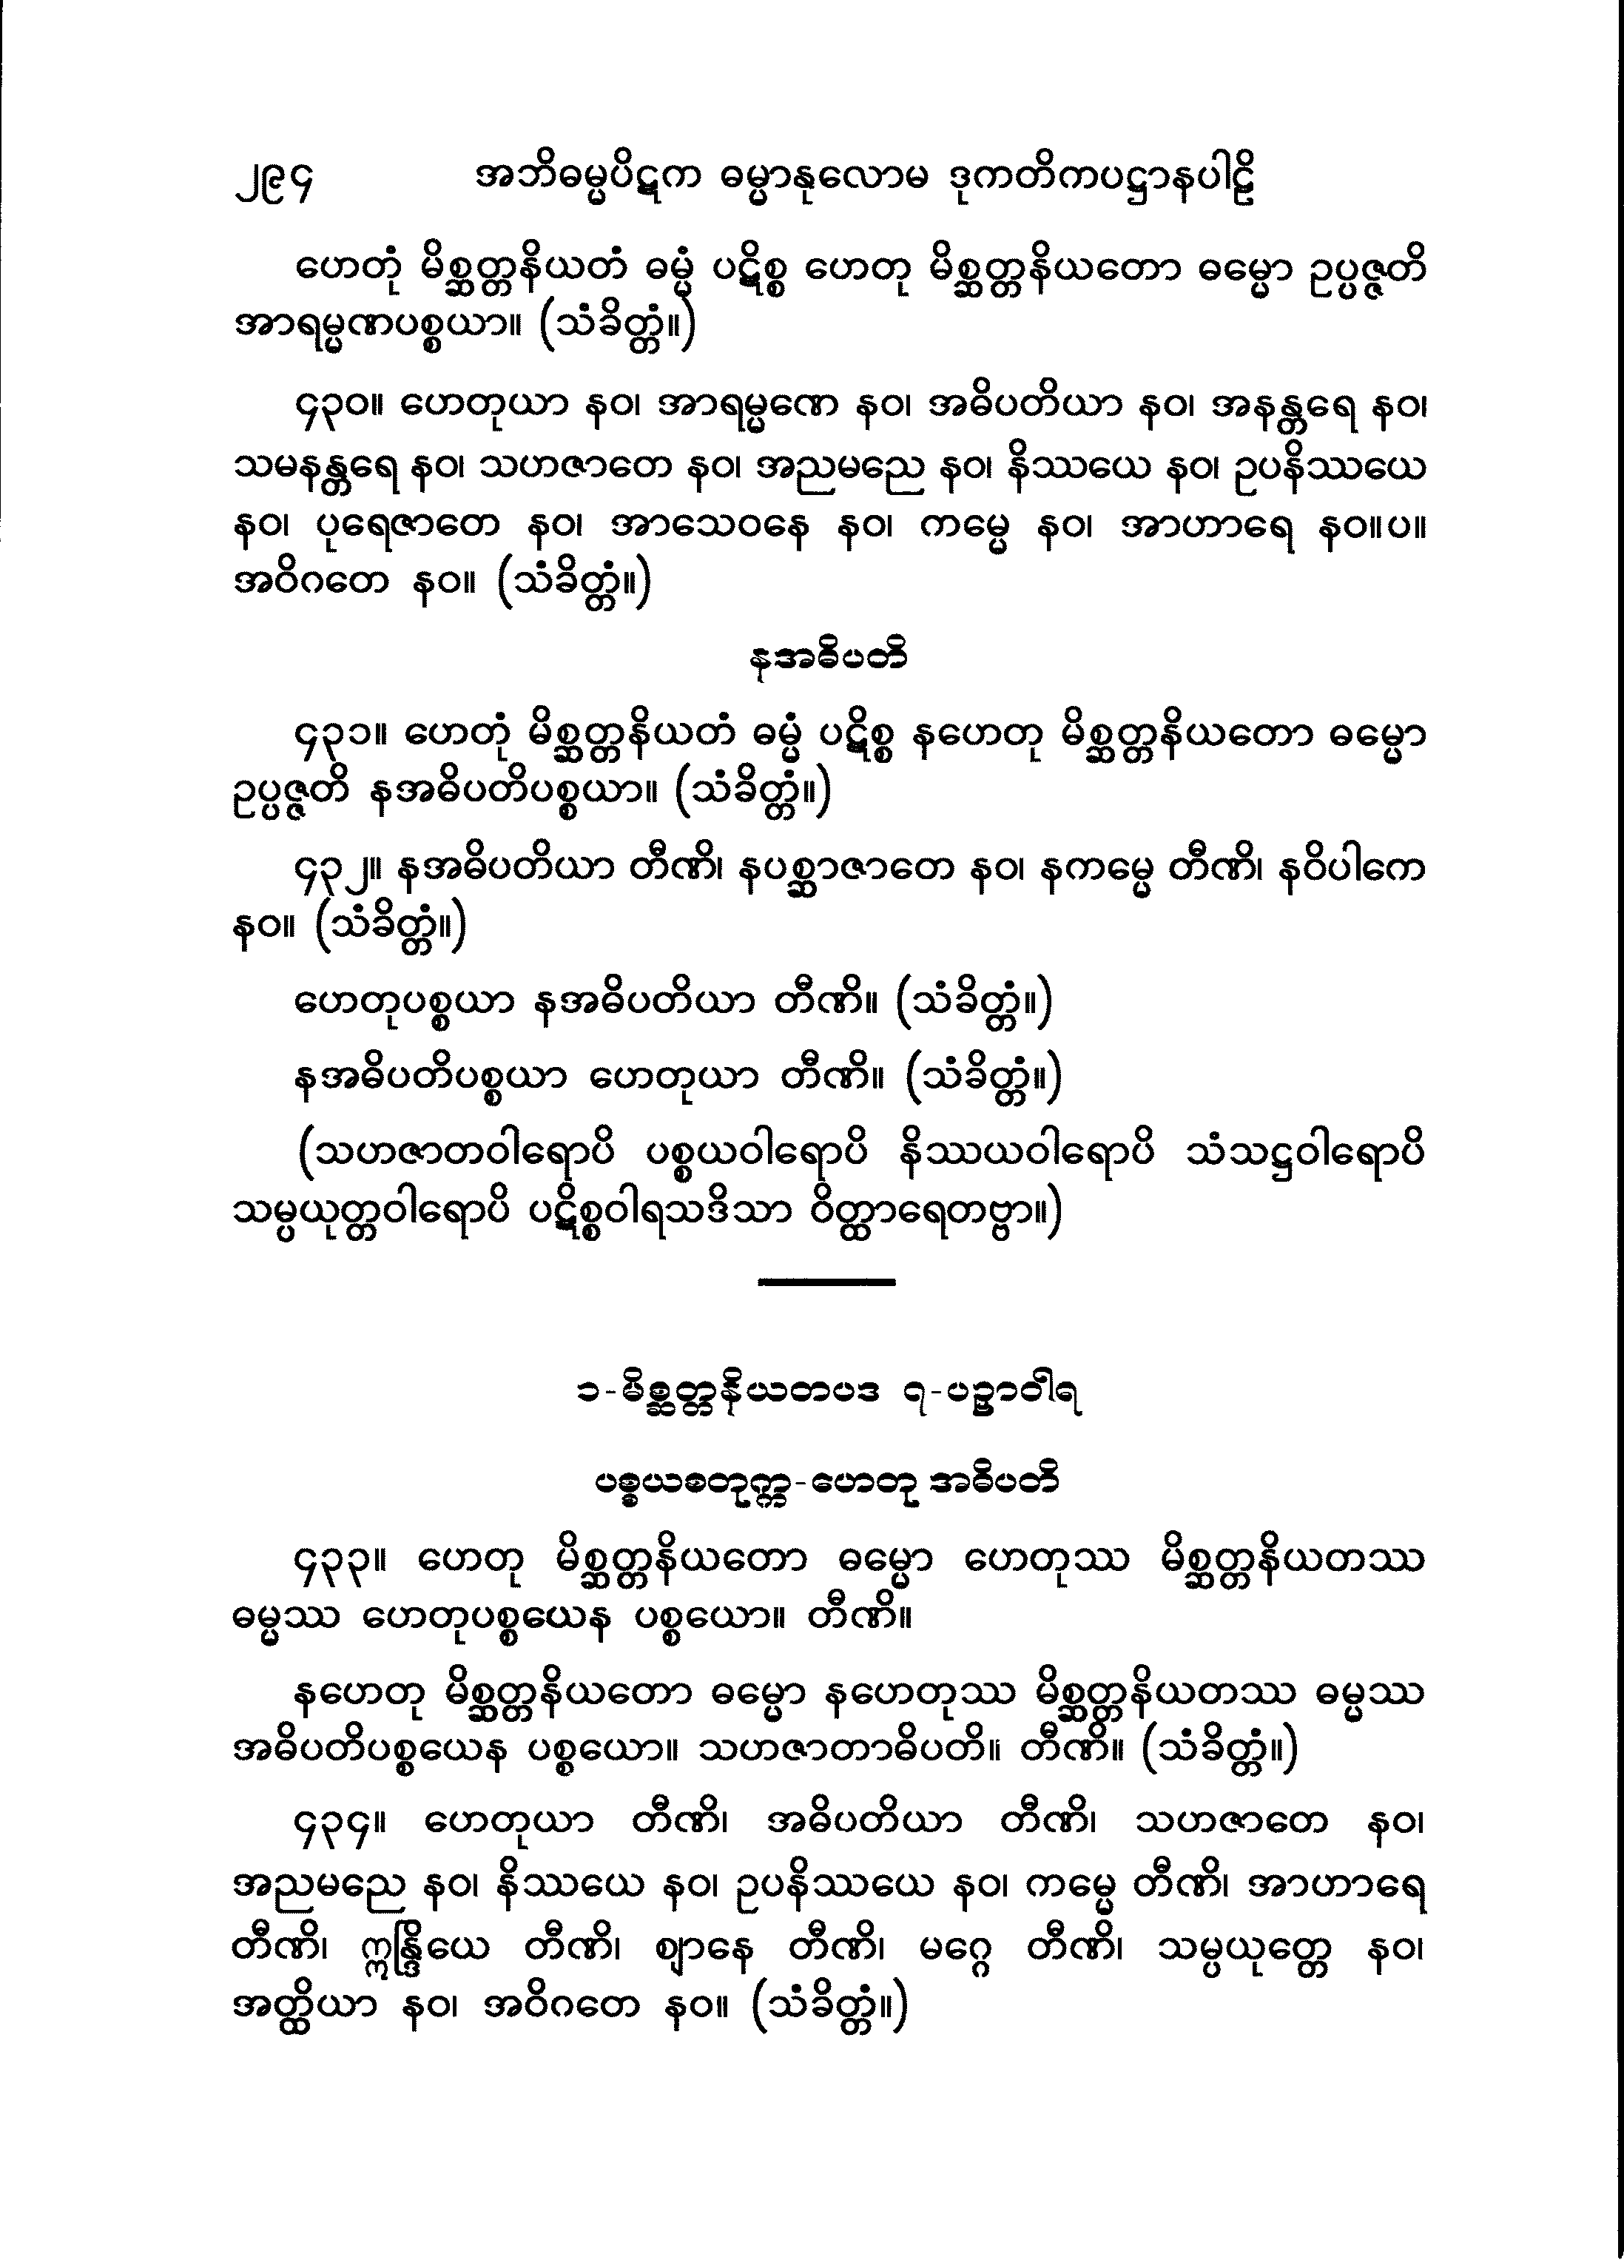 ၂၉၄ အဘိဓမ္မပိဋက ဓမ္မာနုလောမ ဒုကတိကပဋ္ဌာနပါဠိ
ဟေတုံ မိစ္ဆတ္တနိယတံ ဓမ္မံ ပဋိစ္စ ဟေတု မိစ္ဆတ္တနိယတော ဓမ္မော ဥပ္ပဇ္ဇတိ
အာရမ္မဏပစ္စယာ။ (သံခိတ္တံ။)
၄၃၀။ ဟေတုယာ နဝ၊ အာရမ္မဏေ နဝ၊ အဓိပတိယာ နဝ၊ အနန္တရေ နဝ၊
သမနန္တရေ နဝ၊ သဟဇာတေ နဝ၊ အညမညေ နဝ၊ နိဿယေ နဝ၊ ဥပနိဿယေ
နဝ၊ ပုရေဇာတေ နဝ၊ အာသေဝနေ နဝ၊ ကမ္မေ နဝ၊ အာဟာရေ နဝ။ပ။
အဝိဂတေ နဝ။ (သံခိတ္တံ။)
နအဓိပတိ
၄၃၁။ ဟေတုံ မိစ္ဆတ္တနိယတံ ဓမ္မံ ပဋိစ္စ နဟေတု မိစ္ဆတ္တနိယတော ဓမ္မော
ဥပ္ပဇ္ဇတိ နအဓိပတိပစ္စယာ။ (သံခိတ္တံ။)
၄၃၂။ နအဓိပတိယာ တီဏိ၊ နပစ္ဆာဇာတေ နဝ၊ နကမ္မေ တီဏိ၊ နဝိပါကေ
နဝ။ (သံခိတ္တံ။)
ဟေတုပစ္စယာ နအဓိပတိယာ တီဏိ။ (သံခိတ္တံ။)
နအဓိပတိပစ္စယာ ဟေတုယာ တီဏိ။ (သံခိတ္တံ။)
(သဟဇာတဝါရောပိ ပစ္စယဝါရောပိ နိဿယဝါရောပိ သံသဋ္ဌဝါရောပိ
သမ္ပယုတ္တဝါရောပိ ပဋိစ္စဝါရသဒိသာ ဝိတ္ထာရေတဗ္ဗာ။)
၁-မိစ္ဆတ္တနိယတပဒ ၇-ပဉှာဝါရ
ပစ္စယစတုက္က-ဟေတု အဓိပတိ
၄၃၃။ ဟေတု မိစ္ဆတ္တနိယတော ဓမ္မော ဟေတုဿ မိစ္ဆတ္တနိယတဿ
ဓမ္မဿ ဟေတုပစ္စယေန ပစ္စယော။ တီဏိ။
နဟေတု မိစ္ဆတ္တနိယတော ဓမ္မော နဟေတုဿ မိစ္ဆတ္တနိယတဿ ဓမ္မဿ
အဓိပတိပစ္စယေန ပစ္စယော။ သဟဇာတာဓိပတိ။ တီဏိ။ (သံခိတ္တံ။)
၄၃၄။ ဟေတုယာ တီဏိ၊ အဓိပတိယာ တီဏိ၊ သဟဇာတေ နဝ၊
အညမညေ နဝ၊ နိဿယေ နဝ၊ ဥပနိဿယေ နဝ၊ ကမ္မေ တီဏိ၊ အာဟာရေ
တီဏိ၊ ဣန္ဒြိယေ တီဏိ၊ ဈာနေ တီဏိ၊ မဂ္ဂေ တီဏိ၊ သမ္ပယုတ္တေ နဝ၊
အတ္ထိယာ နဝ၊ အဝိဂတေ နဝ။ (သံခိတ္တံ။)